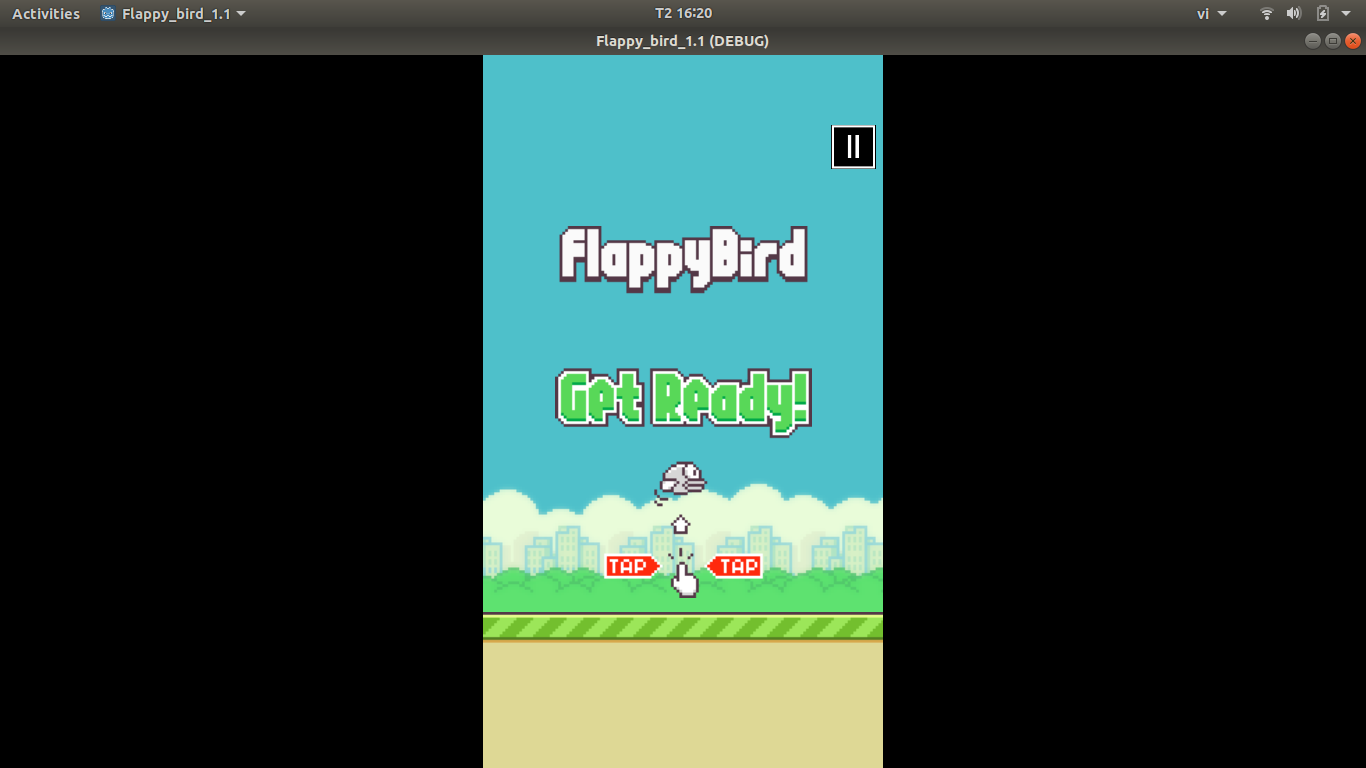 Activities Flappy_bird_1.1 T2 16:20 vi
Flappy_bird_1.1 (DEBUG)
FlappyBird
Get Ready!
TAP TAP